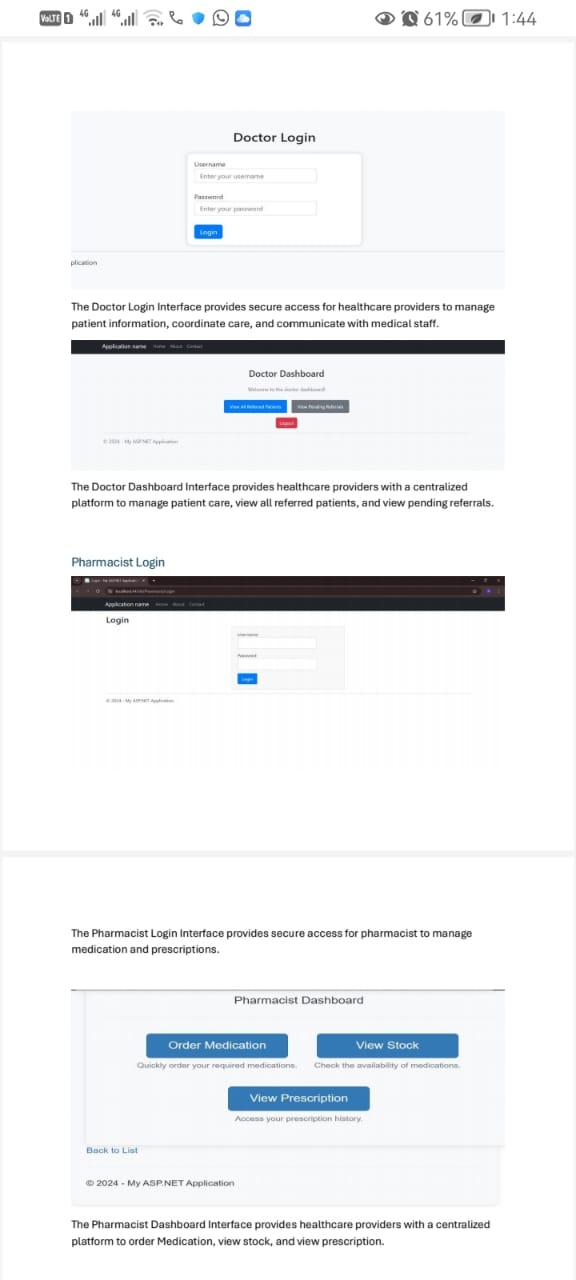 VoLTE 1 4G 4G 61% 1:44
Doctor Login
Username
Enter your username
Password
Enter your password
Login
plication
The Doctor Login Interface provides secure access for healthcare providers to manage
patient information, coordinate care, and communicate with medical staff.
Application name Home About Contact
Doctor Dashboard
Welcome to the doctor dashboard!
View All Referred Patients View Pending Referrals
Logout
© 2024 - My ASP.NET Application
The Doctor Dashboard Interface provides healthcare providers with a centralized
platform to manage patient care, view all referred patients, and view pending referrals.
Pharmacist Login
Application name Home About Contact
Login
Username
Password
Login
© 2024 - My ASP.NET Application
The Pharmacist Login Interface provides secure access for pharmacist to manage
medication and prescriptions.
Pharmacist Dashboard
Order Medication View Stock
Quickly order your required medications. Check the availability of medications.
View Prescription
Access your prescription history.
Back to List
© 2024 - My ASP.NET Application
The Pharmacist Dashboard Interface provides healthcare providers with a centralized
platform to order Medication, view stock, and view prescription.